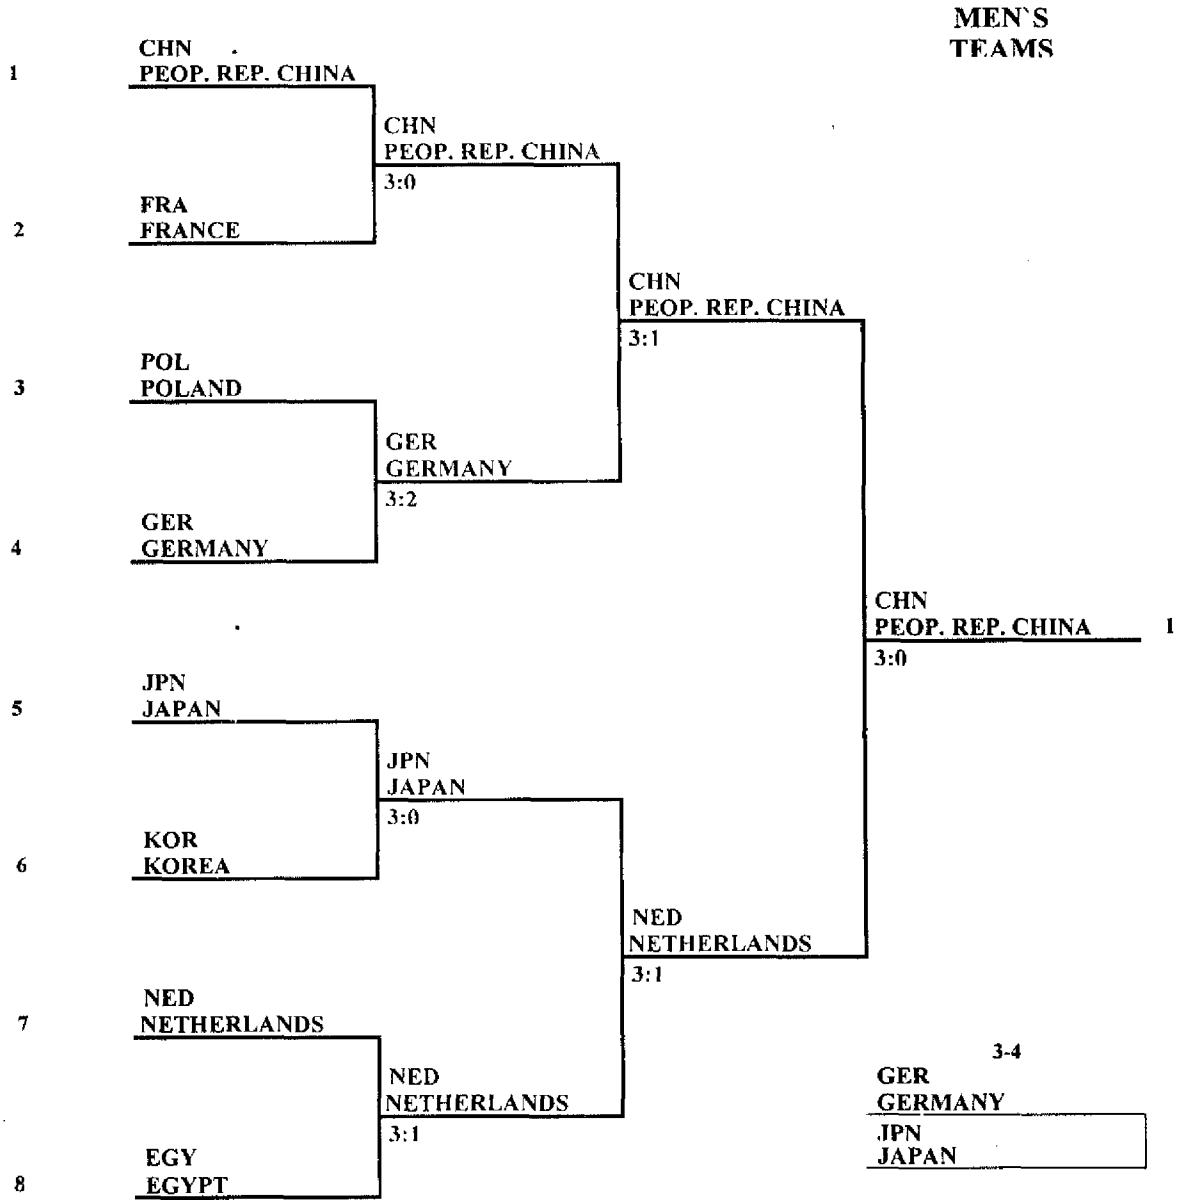 MEN`S
TEAMS
1
CHN
PEOP. REP. CHINA
CHN
PEOP. REP. CHINA
3:0
2
FRA
FRANCE
CHN
PEOP. REP. CHINA
3:1
3
POL
POLAND
GER
GERMANY
3:2
4
GER
GERMANY
CHN
PEOP. REP. CHINA
1
3:0
5
JPN
JAPAN
JPN
JAPAN
3:0
6
KOR
KOREA
NED
NETHERLANDS
3:1
7
NED
NETHERLANDS
NED
NETHERLANDS
3:1
8
EGY
EGYPT
3-4
GER
GERMANY
JPN
JAPAN